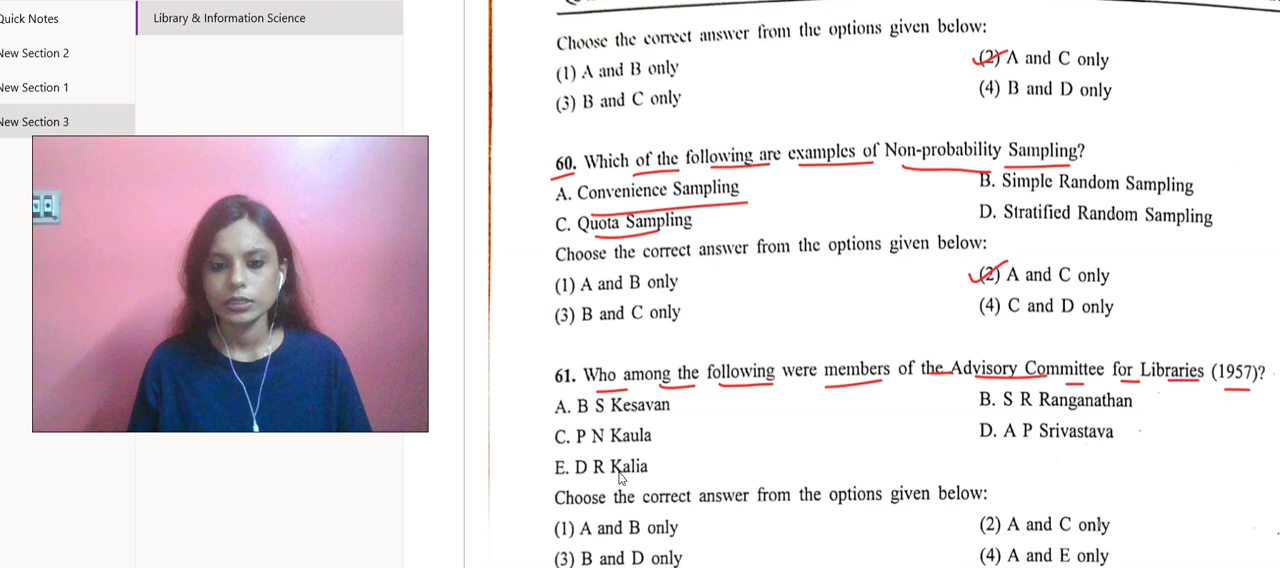 Quick Notes
Library & Information Science
New Section 2
New Section 1
New Section 3
Choose the correct answer from the options given below:
(1) A and B only
(2) A and C only
(3) B and C only
(4) B and D only
60. Which of the following are examples of Non-probability Sampling?
A. Convenience Sampling
B. Simple Random Sampling
C. Quota Sampling
D. Stratified Random Sampling
Choose the correct answer from the options given below:
(1) A and B only
(2) A and C only
(3) B and C only
(4) C and D only
61. Who among the following were members of the Advisory Committee for Libraries (1957)?
A. B S Kesavan
B. S R Ranganathan
C. P N Kaula
D. A P Srivastava
E. D R Kalia
Choose the correct answer from the options given below:
(1) A and B only
(2) A and C only
(3) B and D only
(4) A and E only